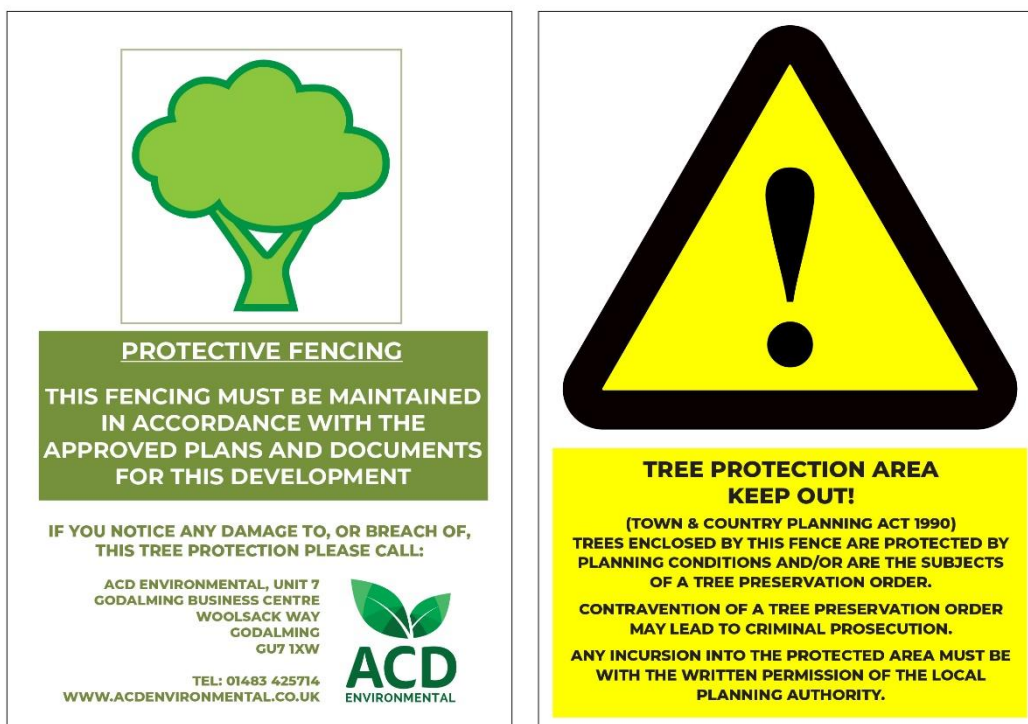 PROTECTIVE FENCING
THIS FENCING MUST BE MAINTAINED
IN ACCORDANCE WITH THE
APPROVED PLANS AND DOCUMENTS
FOR THIS DEVELOPMENT
IF YOU NOTICE ANY DAMAGE TO, OR BREACH OF,
THIS TREE PROTECTION PLEASE CALL:
ACD ENVIRONMENTAL, UNIT 7
GODALMING BUSINESS CENTRE
WOOLSACK WAY
GODALMING
GU7 1XW
TEL: 01483 425714
WWW.ACDENVIRONMENTAL.CO.UK
ACD
ENVIRONMENTAL
!
TREE PROTECTION AREA
KEEP OUT!
(TOWN & COUNTRY PLANNING ACT 1990)
TREES ENCLOSED BY THIS FENCE ARE PROTECTED BY
PLANNING CONDITIONS AND/OR ARE THE SUBJECTS
OF A TREE PRESERVATION ORDER.
CONTRAVENTION OF A TREE PRESERVATION ORDER
MAY LEAD TO CRIMINAL PROSECUTION.
ANY INCURSION INTO THE PROTECTED AREA MUST BE
WITH THE WRITTEN PERMISSION OF THE LOCAL
PLANNING AUTHORITY.